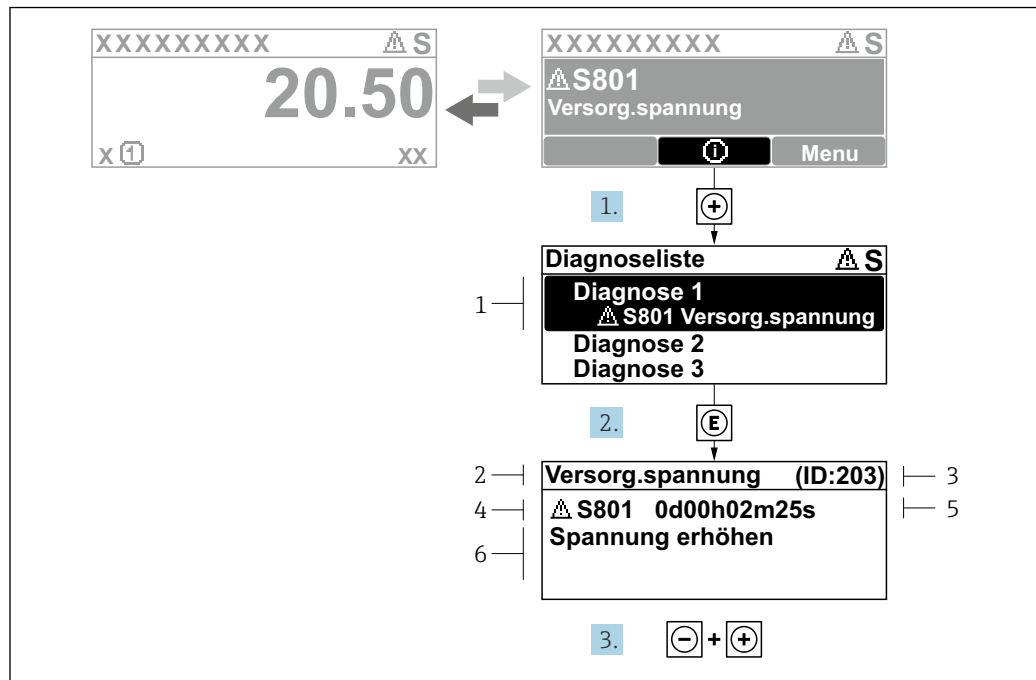 XXXXXXXXX ⚠ S
20.50
X ① XX
XXXXXXXXX ⚠ S
⚠ S801
Versorg.spannung
ⓘ Menu
1. +
Diagnoseliste ⚠ S
1
Diagnose 1
⚠ S801 Versorg.spannung
Diagnose 2
Diagnose 3
2. E
2 Versorg.spannung (ID:203) 3
4 ⚠ S801 0d00h02m25s 5
6 Spannung erhöhen
3. − + +